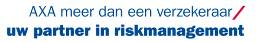 AXA meer dan een verzekeraar/
uw partner in riskmanagement